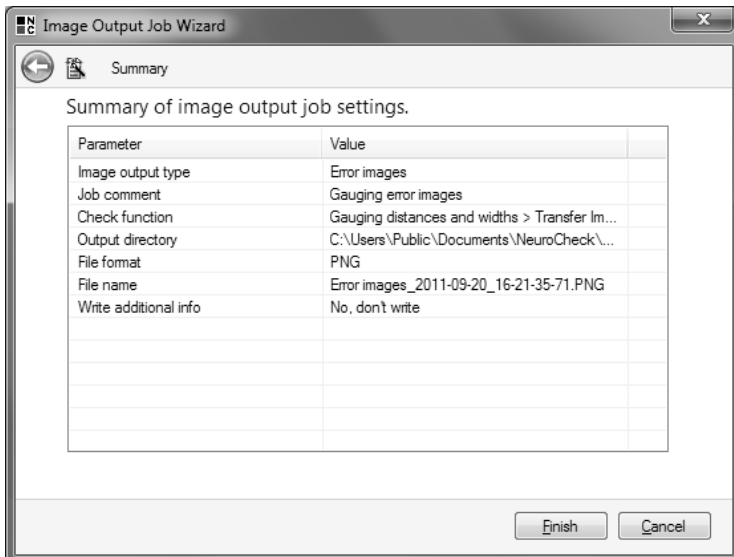 NC Image Output Job Wizard
Summary
Summary of image output job settings.
Parameter Value
Image output type Error images
Job comment Gauging error images
Check function Gauging distances and widths > Transfer Im...
Output directory C:\Users\Public\Documents\NeuroCheck\...
File format PNG
File name Error images_2011-09-20_16-21-35-71.PNG
Write additional info No, don't write
Finish Cancel